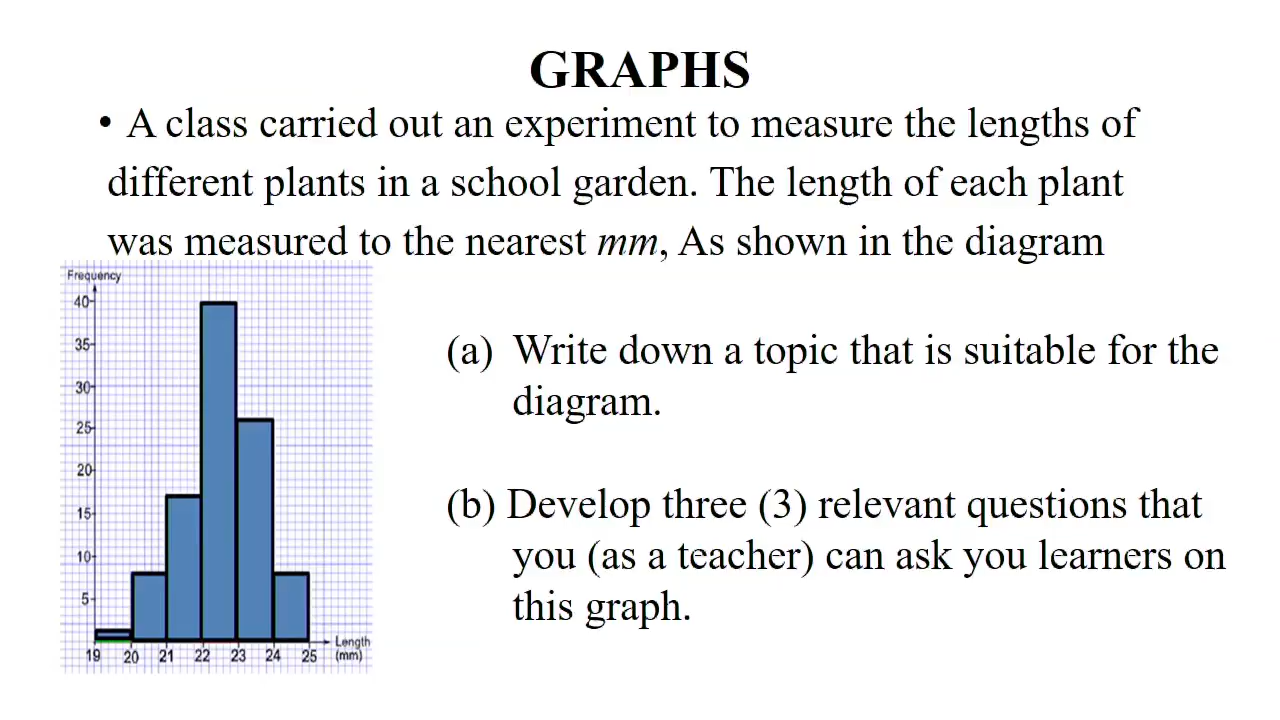 GRAPHS
• A class carried out an experiment to measure the lengths of
different plants in a school garden. The length of each plant
was measured to the nearest mm, As shown in the diagram
Frequency
40
35
30
25
20
15
10
5
19 20 21 22 23 24 25
Length
(mm)
(a) Write down a topic that is suitable for the
diagram.
(b) Develop three (3) relevant questions that
you (as a teacher) can ask you learners on
this graph.